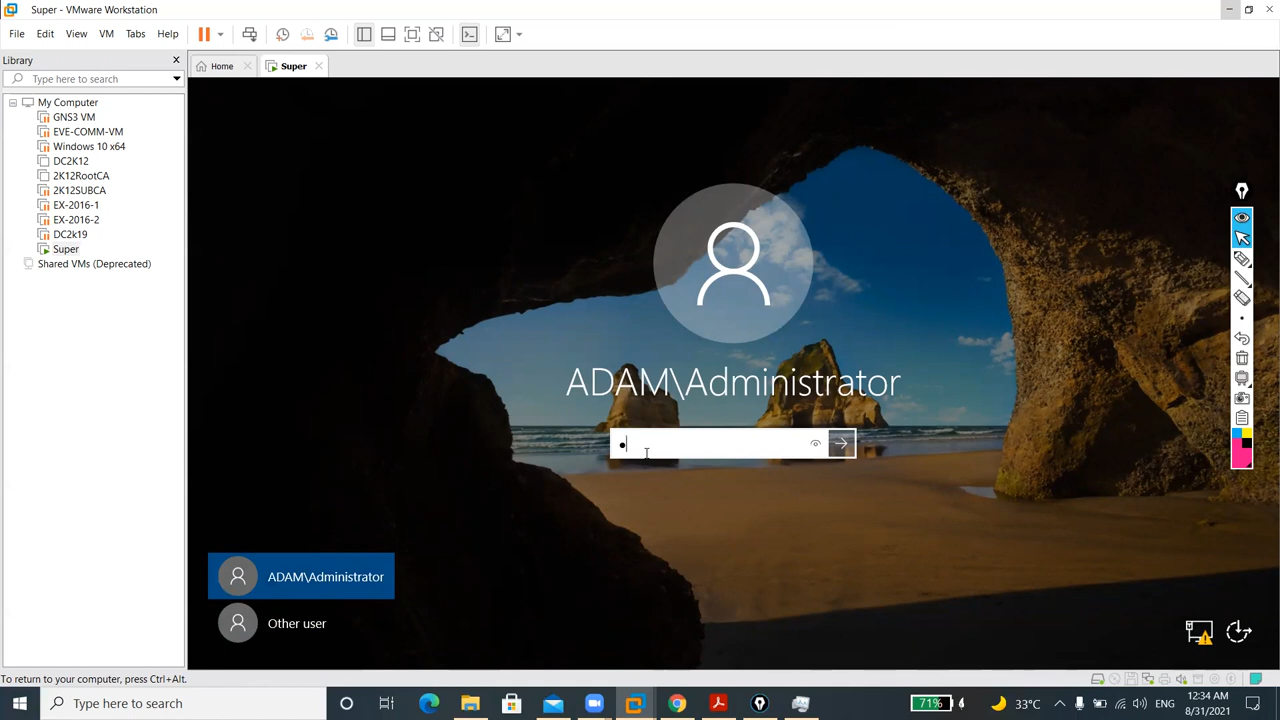 Super - VMware Workstation
File Edit View VM Tabs Help
Library
Type here to search
My Computer
GNS3 VM
EVE-COMM-VM
Windows 10 x64
DC2K12
2K12RootCA
2K12SUBCA
EX-2016-1
EX-2016-2
DC2k19
Super
Shared VMs (Deprecated)
Home
Super
ADAM\Administrator
ADAM\Administrator
Other user
To return to your computer, press Ctrl+Alt.
Type here to search
71%
33°C
12:34 AM
8/31/2021